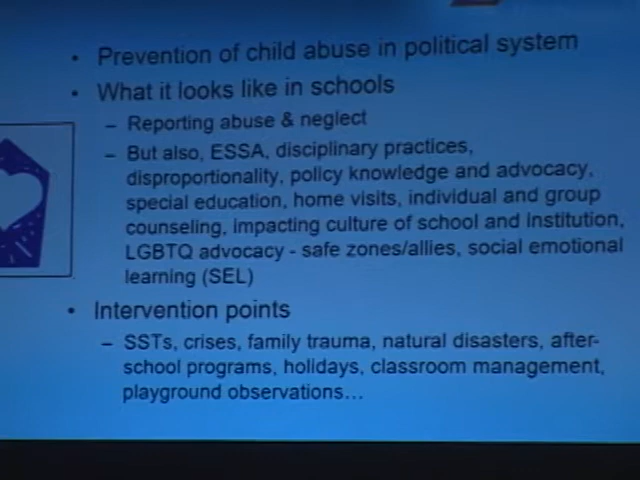 • Prevention of child abuse in political system
• What it looks like in schools
– Reporting abuse & neglect
– But also, ESSA, disciplinary practices,
disproportionality, policy knowledge and advocacy,
special education, home visits, individual and group
counseling, impacting culture of school and institution,
LGBTQ advocacy - safe zones/allies, social emotional
learning (SEL)
• Intervention points
– SSTs, crises, family trauma, natural disasters, after-
school programs, holidays, classroom management,
playground observations…